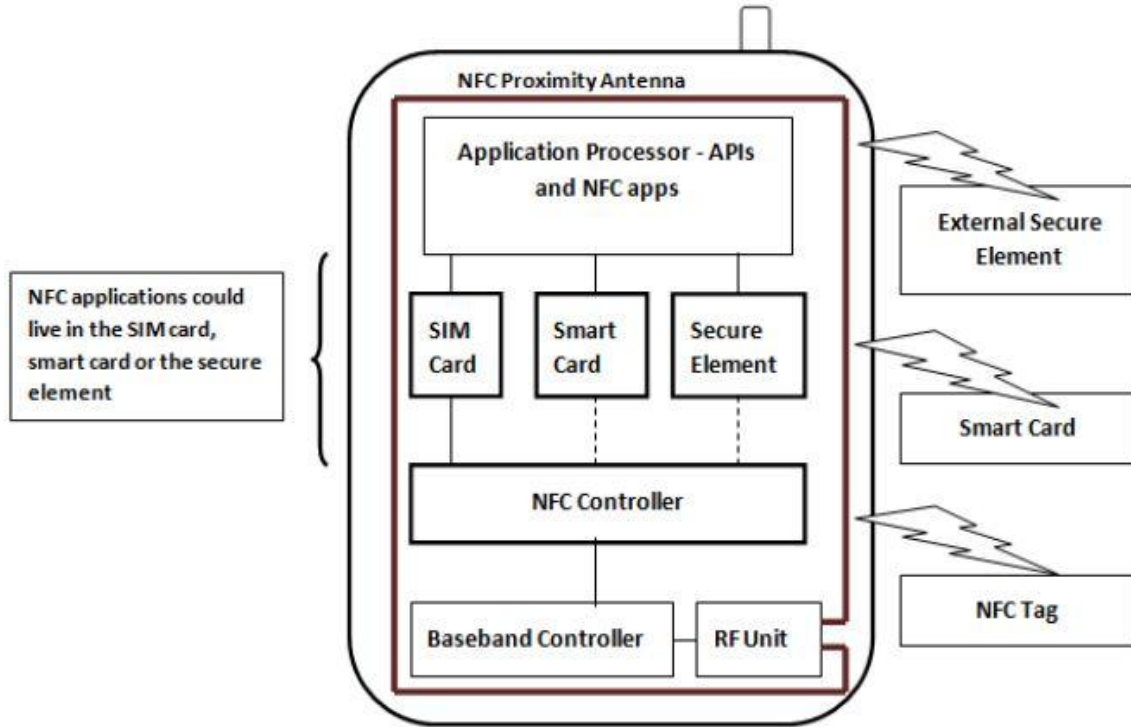 NFC Proximity Antenna
Application Processor - APIs
and NFC apps
External Secure
Element
NFC applications could
live in the SIM card,
smart card or the secure
element
SIM
Card
Smart
Card
Secure
Element
Smart Card
NFC Controller
NFC Tag
Baseband Controller
RF Unit